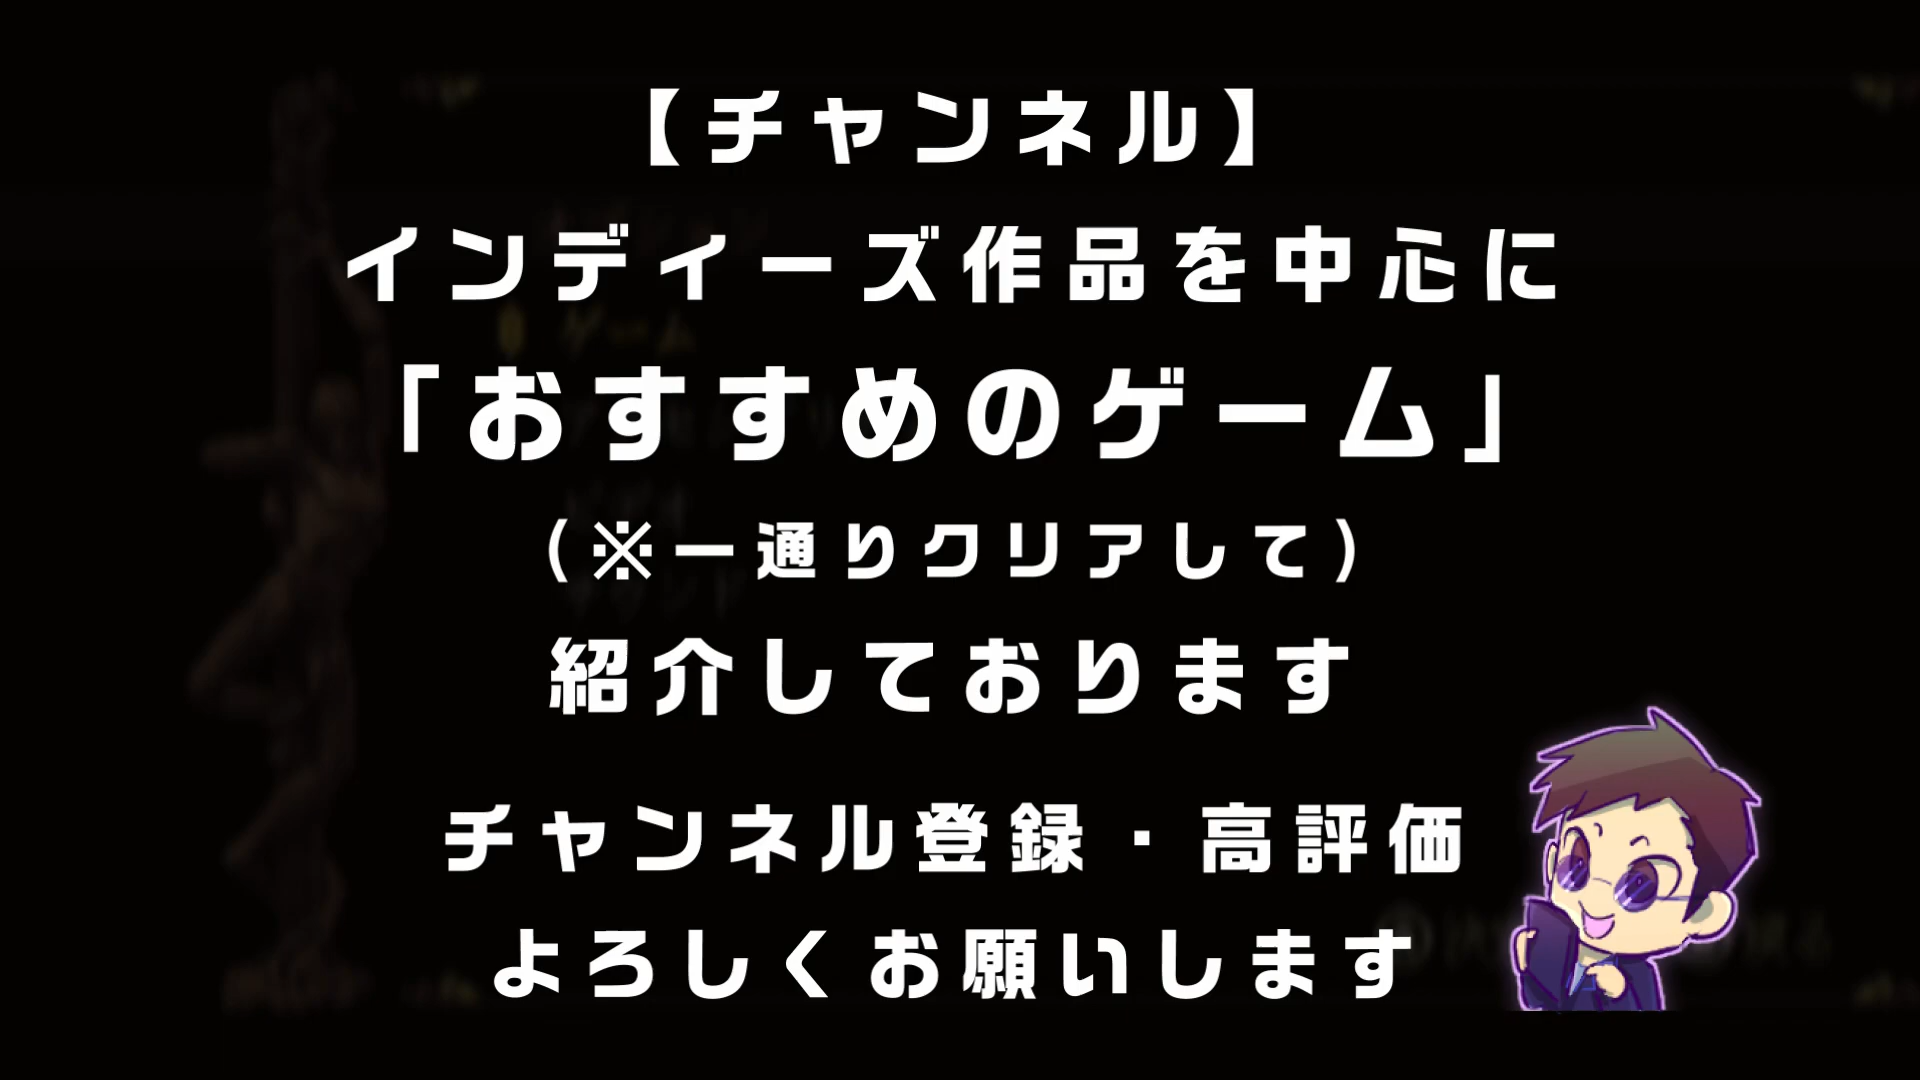 【チャンネル】
インディーズ作品を中心に
「おすすめのゲーム」
(※一通りクリアして)
紹介しております
チャンネル登録・高評価
よろしくお願いします
ゲーム